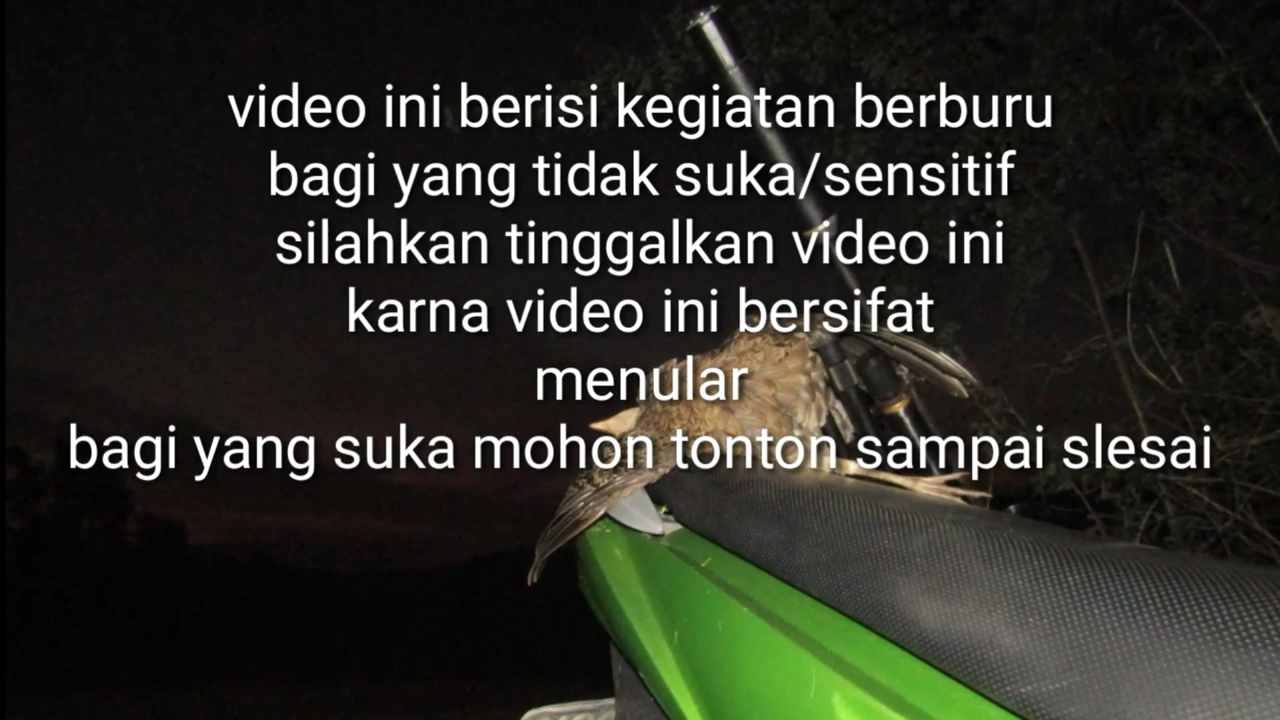 video ini berisi kegiatan berburu
bagi yang tidak suka/sensitif
silahkan tinggalkan video ini
karna video ini bersifat
menular
bagi yang suka mohon tonton sampai slesai